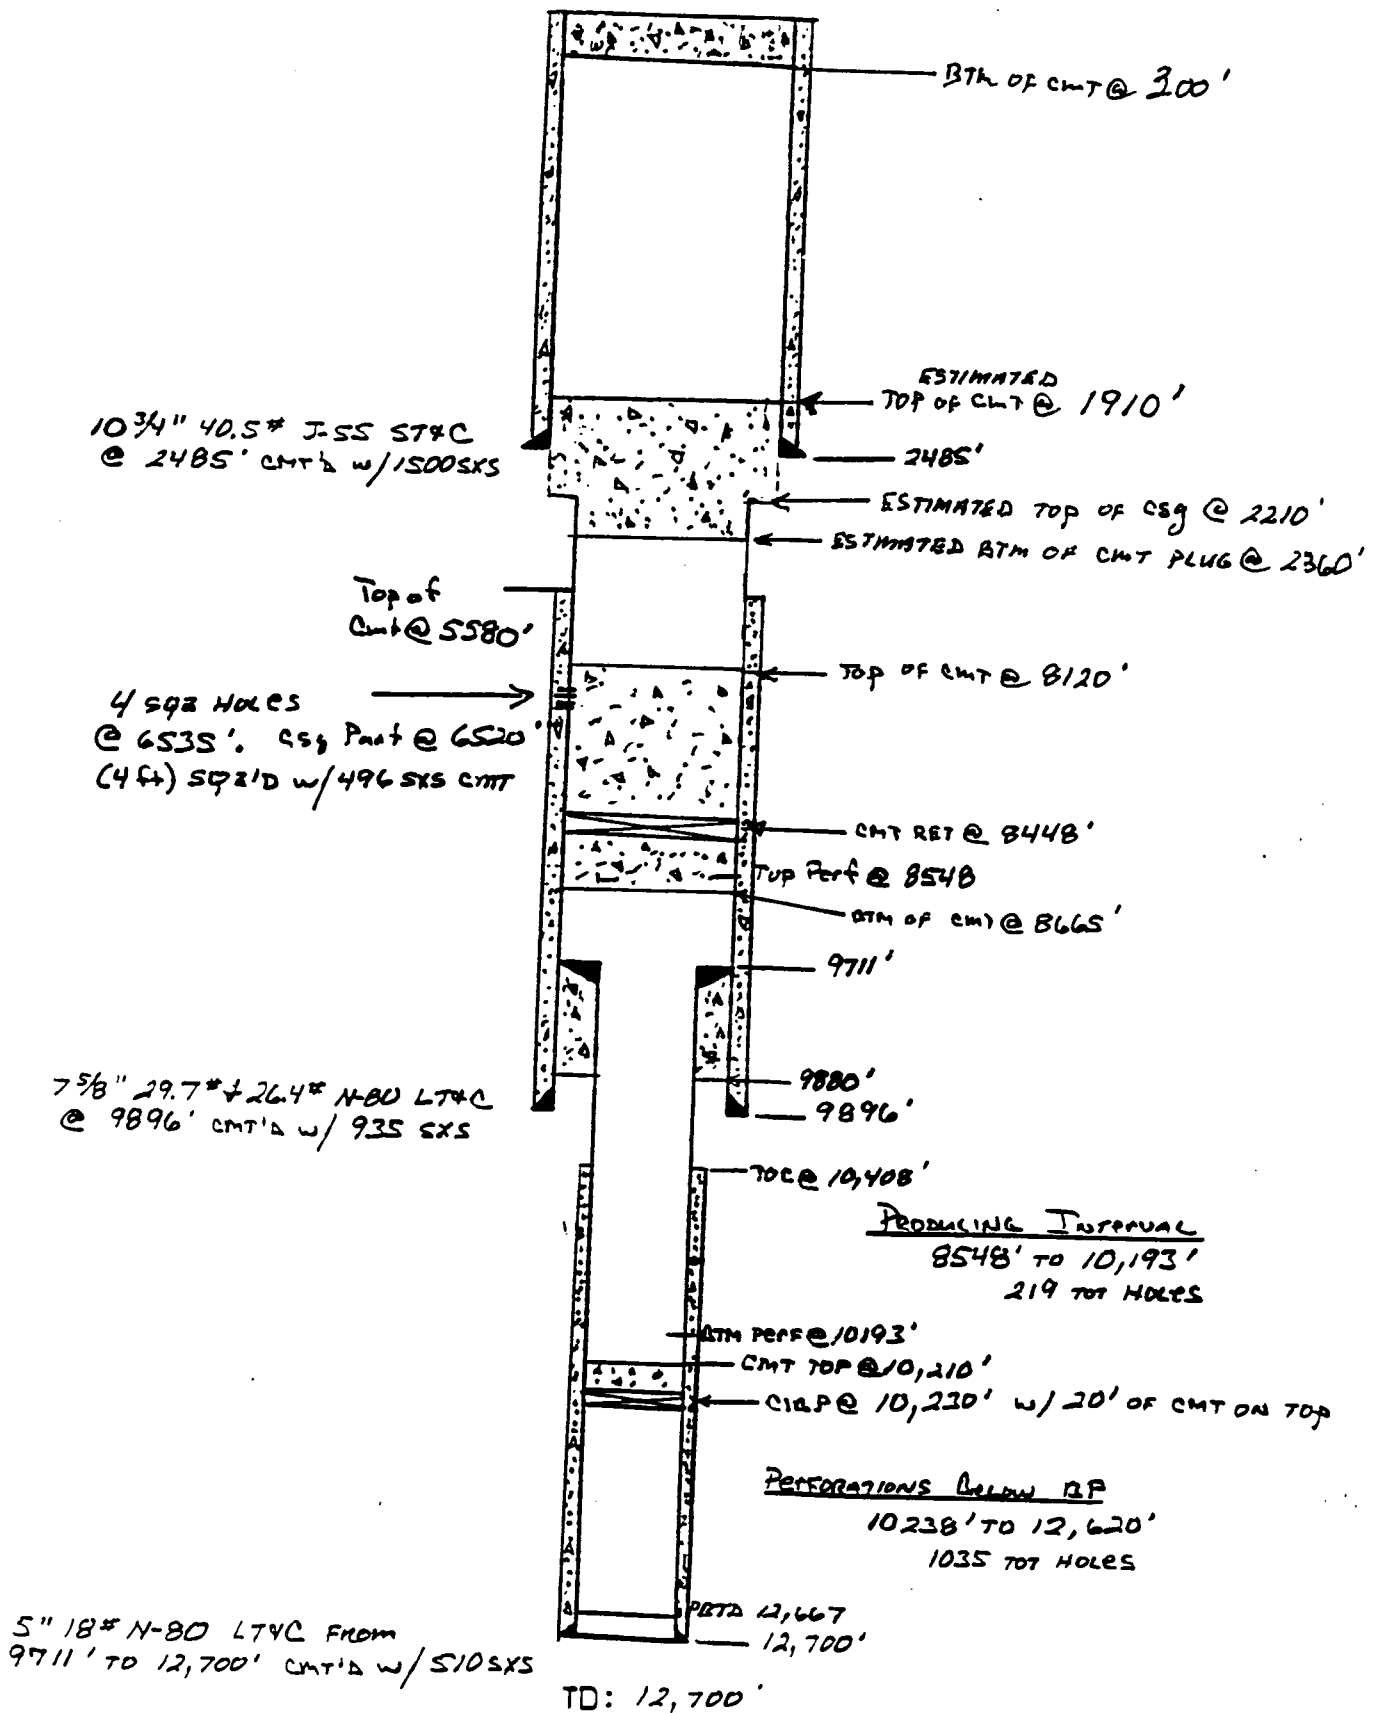 BTM OF CMT @ 300'
ESTIMATED
TOP OF CMT @ 1910'
10 3/4" 40.5# J-55 ST&C
@ 2485' CMT'D w/1500 SXS
2485'
ESTIMATED TOP OF CSG @ 2210'
ESTIMATED BTM OF CMT PLUG @ 2360'
Top of
Cmt @ 5580'
TOP OF CMT @ 8120'
4 SQZ HOLES
@ 6535'. CSG Part @ 6520'
(4 ft) SQZ'D w/496 SXS CMT
CMT RET @ 8448'
Top Perf @ 8548
BTM OF CMT @ 8665'
9711'
7 5/8" 29.7# & 26.4# N-80 LT&C
@ 9896' CMT'D w/ 935 SXS
9880'
9896'
TOC @ 10,408'
PRODUCING INTERVAL
8548' TO 10,193'
219 TOT HOLES
BTM PERF @ 10193'
CMT TOP @ 10,210'
CIBP @ 10,230' w/ 20' OF CMT ON TOP
PERFORATIONS BELOW BP
10238' TO 12,620'
1035 TOT HOLES
PBTD 12,667
12,700'
5" 18# N-80 LT&C FROM
9711' TO 12,700' CMT'D w/ 510 SXS
TD: 12,700'